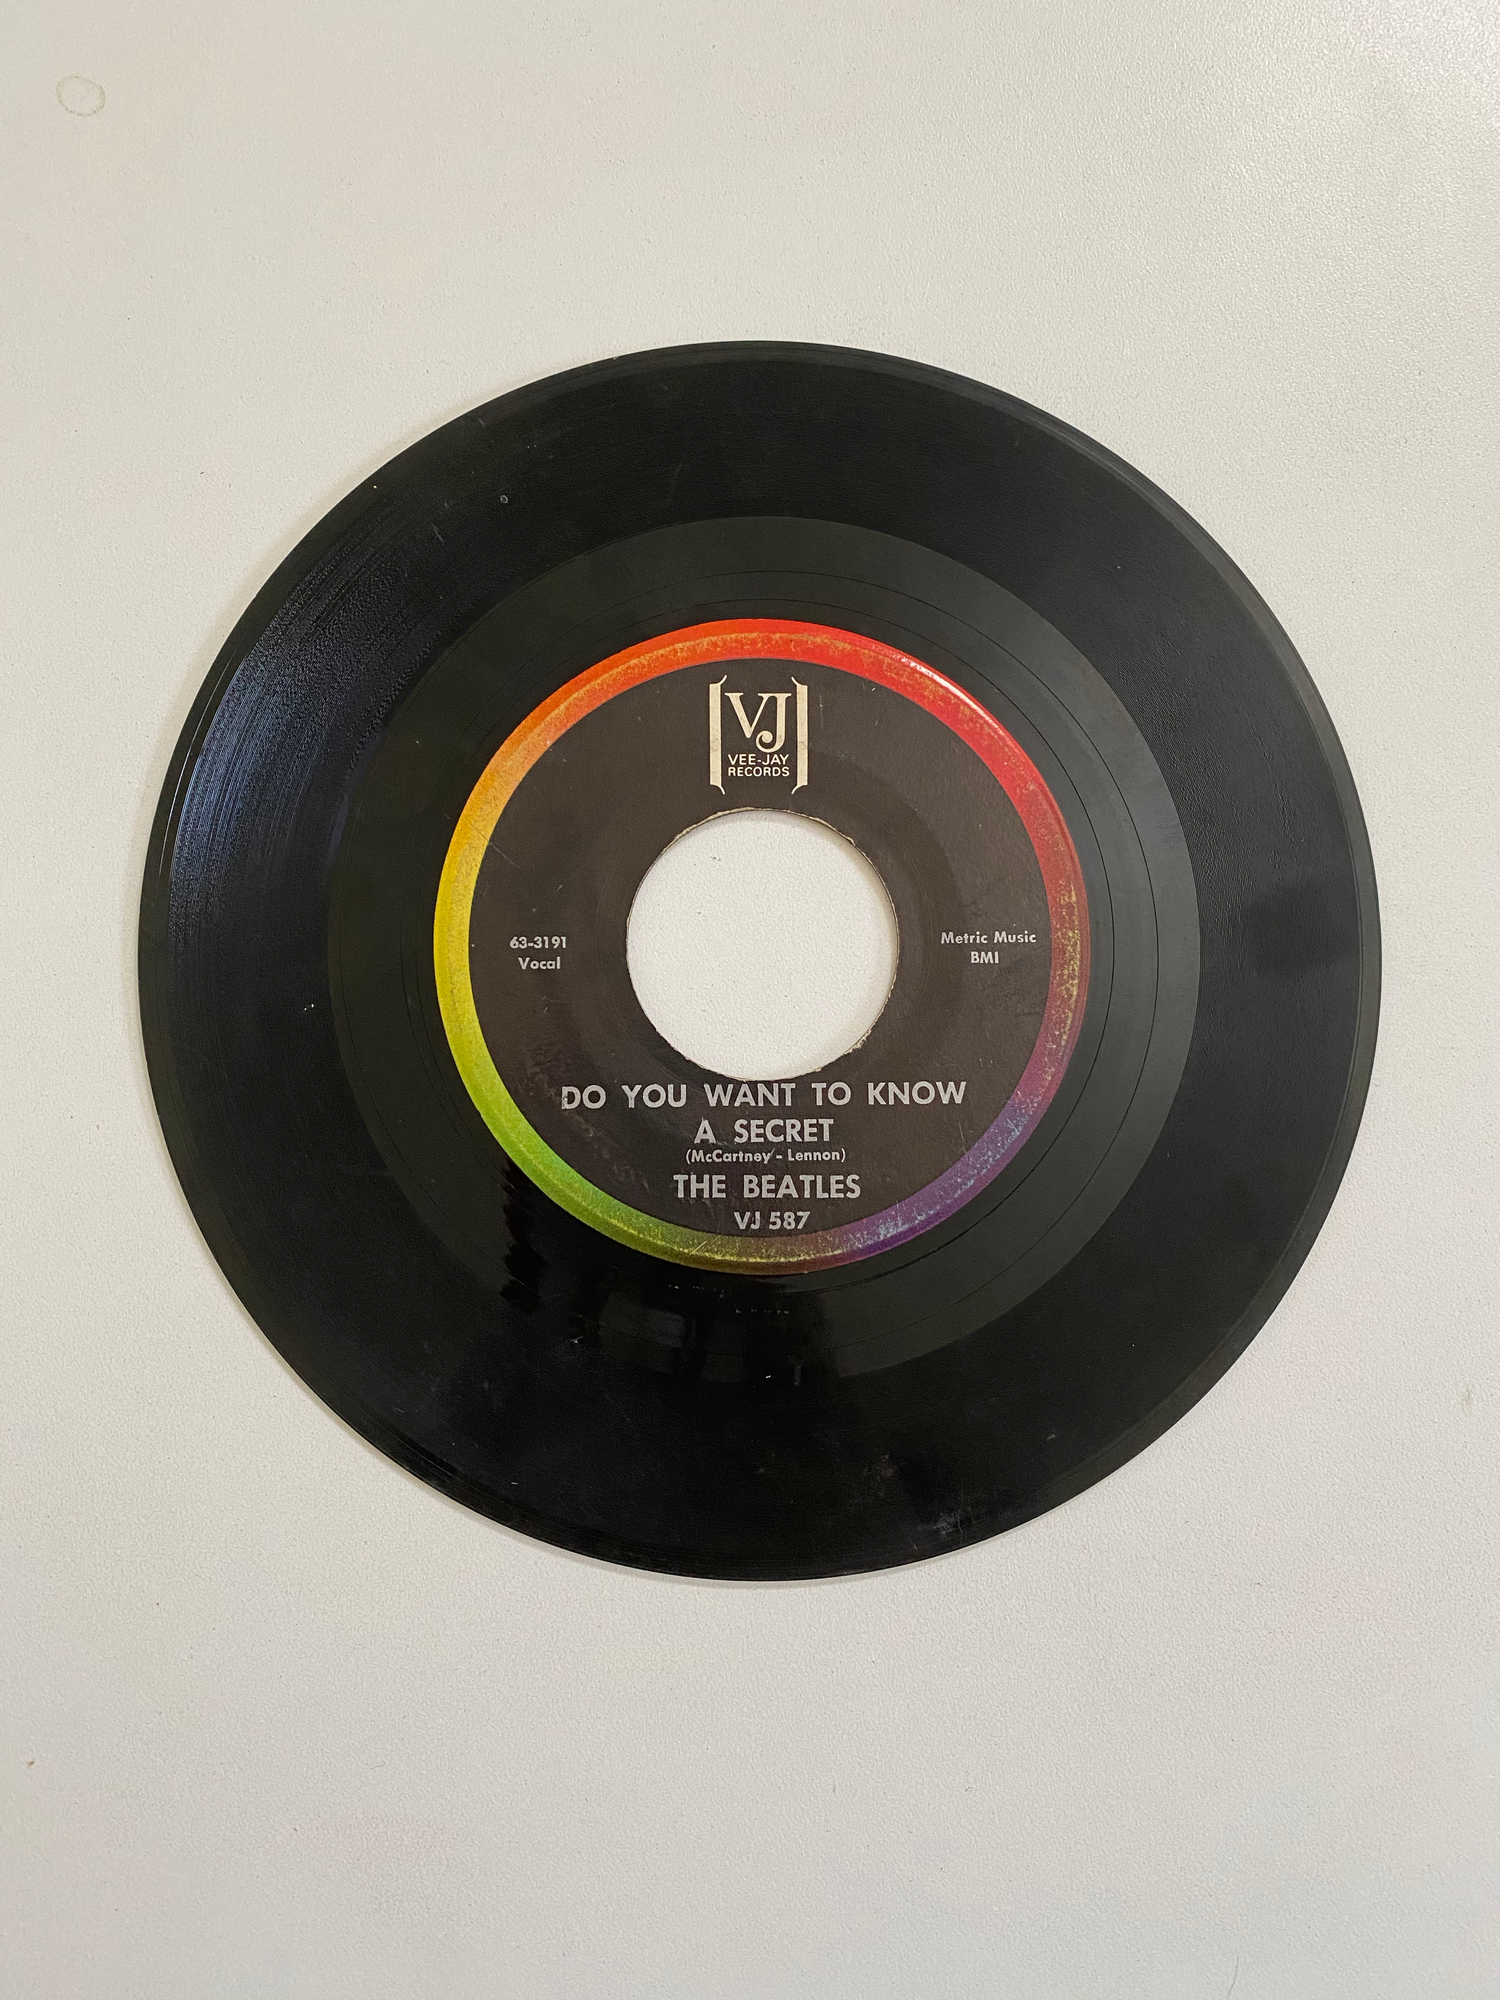 VJ
VEE-JAY
RECORDS
63-3191
Vocal
Metric Music
BMI
DO YOU WANT TO KNOW
A SECRET
(McCartney - Lennon)
THE BEATLES
VJ 587